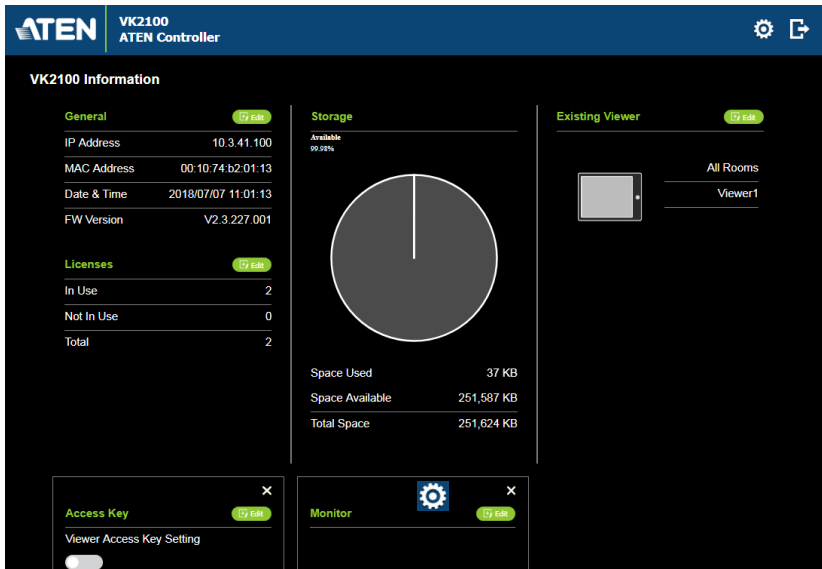 ATEN
VK2100
ATEN Controller
VK2100 Information
General
Edit
IP Address 10.3.41.100
MAC Address 00:10:74:b2:01:13
Date & Time 2018/07/07 11:01:13
FW Version V2.3.227.001
Licenses
Edit
In Use 2
Not In Use 0
Total 2
Storage
Available
99.98%
Space Used 37 KB
Space Available 251,587 KB
Total Space 251,624 KB
Existing Viewer
Edit
All Rooms
Viewer1
Access Key
Edit
Viewer Access Key Setting
Monitor
Edit